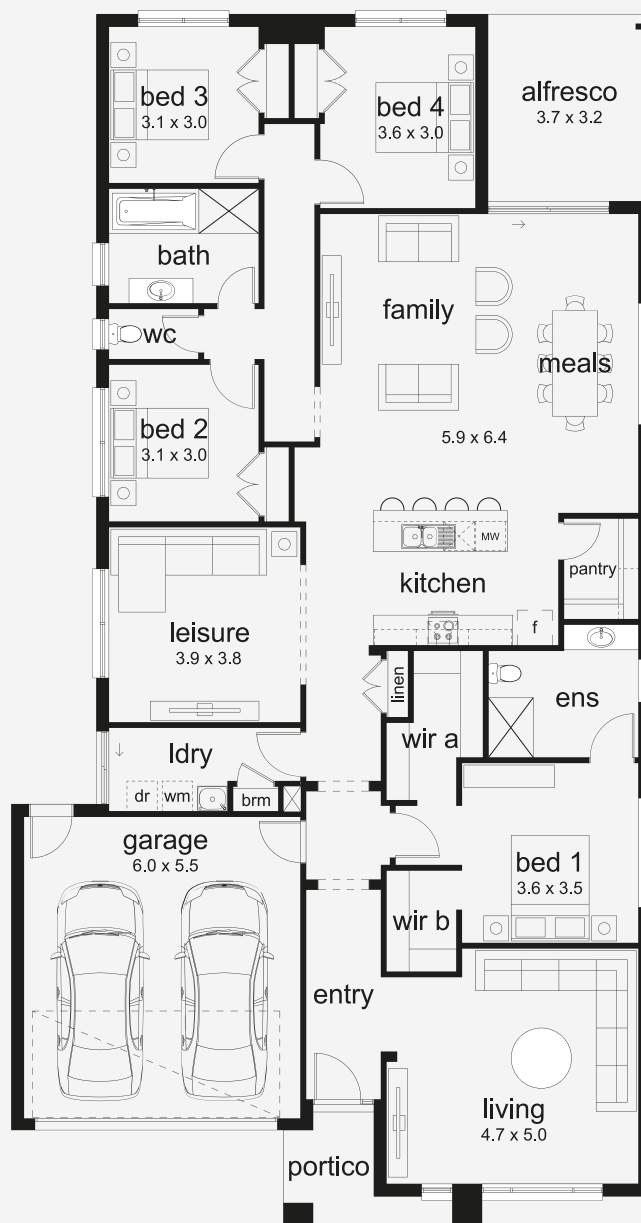 bed 3
3.1 x 3.0
bed 4
3.6 x 3.0
alfresco
3.7 x 3.2
bath
family
wc
meals
bed 2
3.1 x 3.0
5.9 x 6.4
MW
kitchen
pantry
f
leisure
3.9 x 3.8
linen
ens
wir a
ldry
dr
wm
brm
garage
6.0 x 5.5
bed 1
3.6 x 3.5
wir b
entry
living
4.7 x 5.0
portico